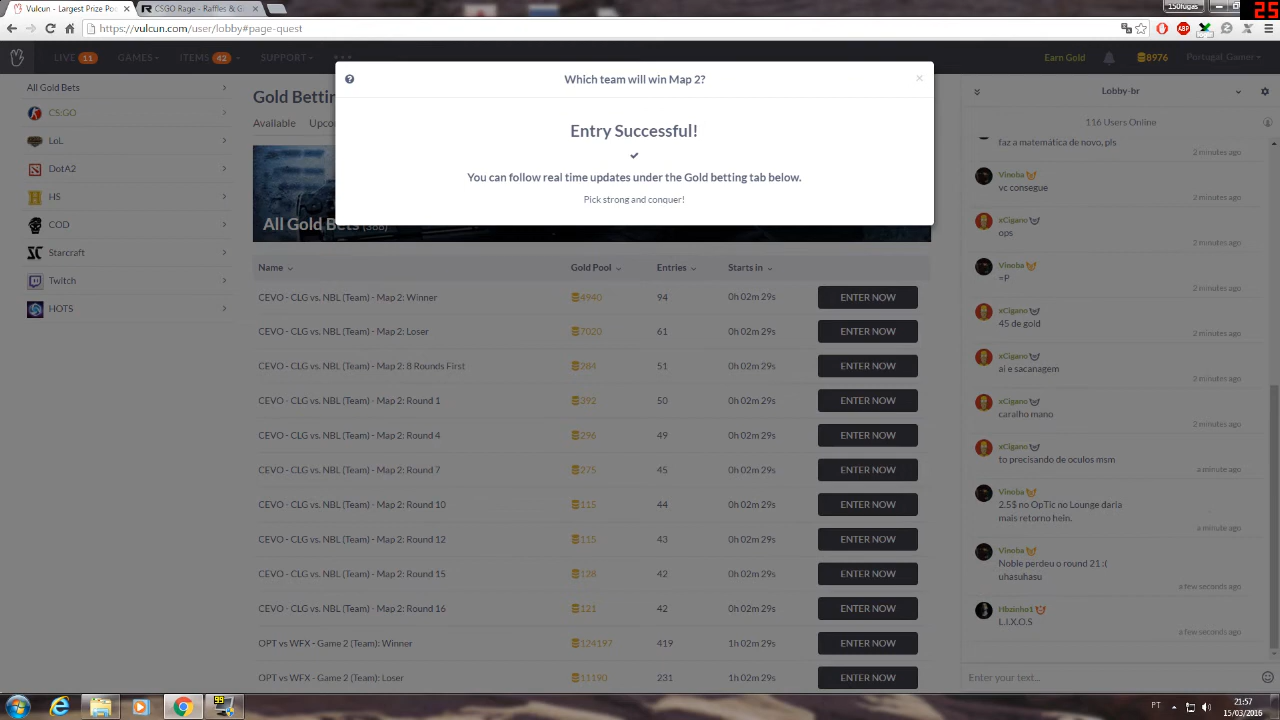 Vulcun - Largest Prize Poo
CSGO Rage - Raffles & Gi
150fugas
25
https://vulcun.com/user/lobby#page-quest
LIVE 11
GAMES
ITEMS 42
SUPPORT
Earn Gold
8976
Portugal_Gamer
All Gold Bets
CS:GO
LoL
DotA2
HS
COD
Starcraft
Twitch
HOTS
Gold Bettin
Available
Upco
Which team will win Map 2?
×
Entry Successful!
You can follow real time updates under the Gold betting tab below.
Pick strong and conquer!
All Gold Bets (388)
Name Gold Pool Entries Starts in
CEVO - CLG vs. NBL (Team) - Map 2: Winner 4940 94 0h 02m 29s ENTER NOW
CEVO - CLG vs. NBL (Team) - Map 2: Loser 7020 61 0h 02m 29s ENTER NOW
CEVO - CLG vs. NBL (Team) - Map 2: 8 Rounds First 284 51 0h 02m 29s ENTER NOW
CEVO - CLG vs. NBL (Team) - Map 2: Round 1 392 50 0h 02m 29s ENTER NOW
CEVO - CLG vs. NBL (Team) - Map 2: Round 4 296 49 0h 02m 29s ENTER NOW
CEVO - CLG vs. NBL (Team) - Map 2: Round 7 275 45 0h 02m 29s ENTER NOW
CEVO - CLG vs. NBL (Team) - Map 2: Round 10 115 44 0h 02m 29s ENTER NOW
CEVO - CLG vs. NBL (Team) - Map 2: Round 12 115 43 0h 02m 29s ENTER NOW
CEVO - CLG vs. NBL (Team) - Map 2: Round 15 128 42 0h 02m 29s ENTER NOW
CEVO - CLG vs. NBL (Team) - Map 2: Round 16 121 42 0h 02m 29s ENTER NOW
OPT vs WFX - Game 2 (Team): Winner 124197 419 1h 02m 29s ENTER NOW
OPT vs WFX - Game 2 (Team): Loser 11190 231 1h 02m 29s ENTER NOW
Lobby-br
116 Users Online
faz a matemática de novo, pls
2 minutes ago
Vinoba
vc consegue
2 minutes ago
xCigano
ops
2 minutes ago
Vinoba
=P
2 minutes ago
xCigano
45 de gold
2 minutes ago
xCigano
ai e sacanagem
2 minutes ago
xCigano
caralho mano
2 minutes ago
xCigano
to precisando de oculos msm
a minute ago
Vinoba
2.5$ no OpTic no Lounge daria
mais retorno hein.
a minute ago
Vinoba
Noble perdeu o round 21 :(
uhasuhasu
a few seconds ago
Hbzinho1
L.I.X.O.S
a few seconds ago
Enter your text...
99
PT
21:57
15/03/2016